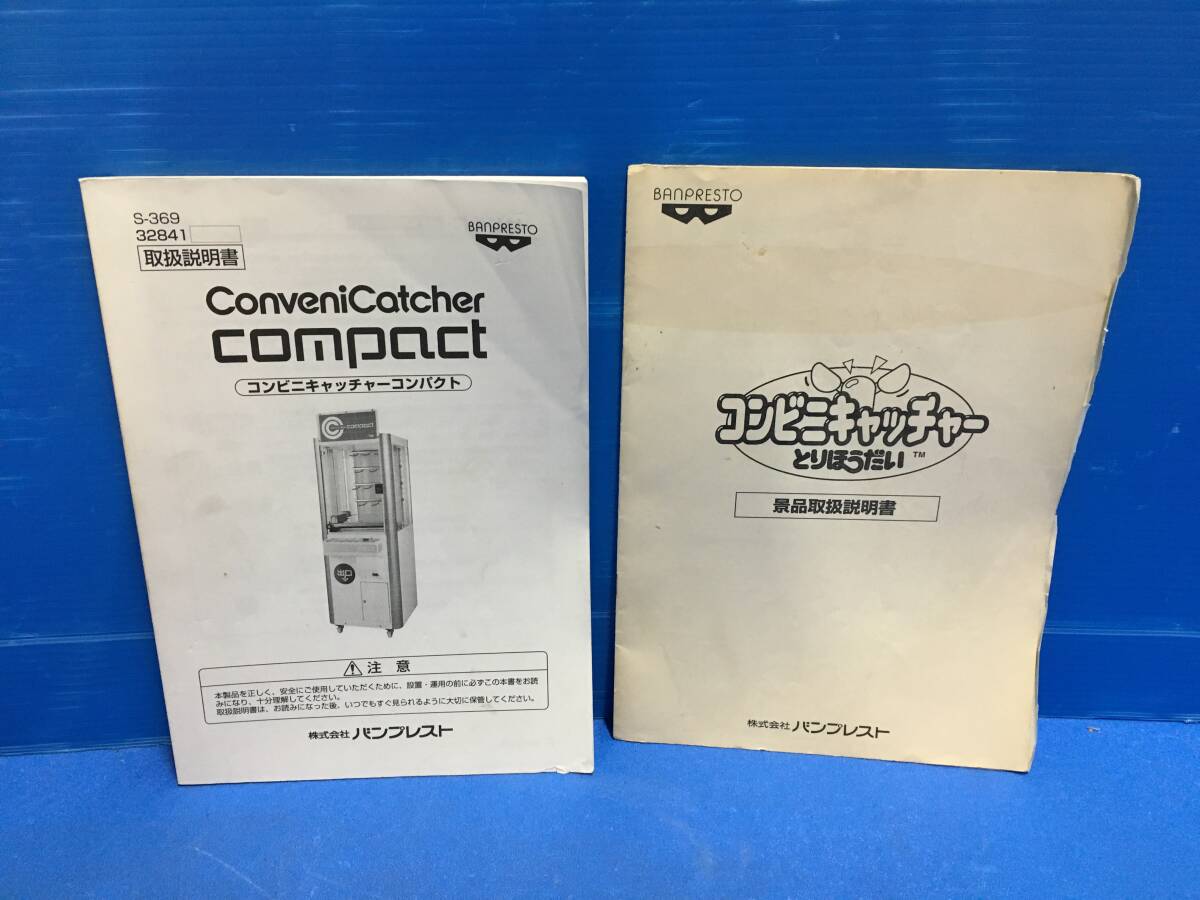 S-369
32841
取扱説明書
BANPRESTO
ConveniCatcher
compact
コンビニキャッチャーコンパクト
compact
出口
注意
本製品を正しく、安全にご使用していただくために、設置・運用の前に必ずこの本書をお読
みになり、十分理解してください。
取扱説明書は、お読みになった後、いつでもすぐ見られるように大切に保管してください。
株式会社 バンプレスト
BANPRESTO
コンビニキャッチャー
とりほうだい TM
景品取扱説明書
株式会社 バンプレスト